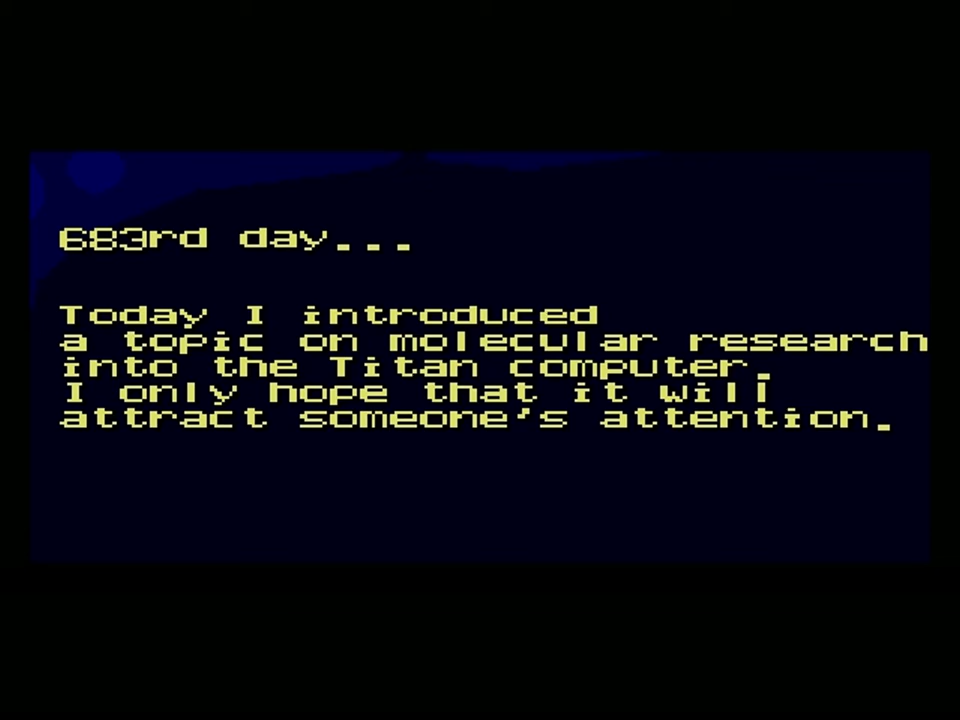 683rd day...
Today I introduced
a topic on molecular research
into the Titan computer.
I only hope that it will
attract someone's attention.